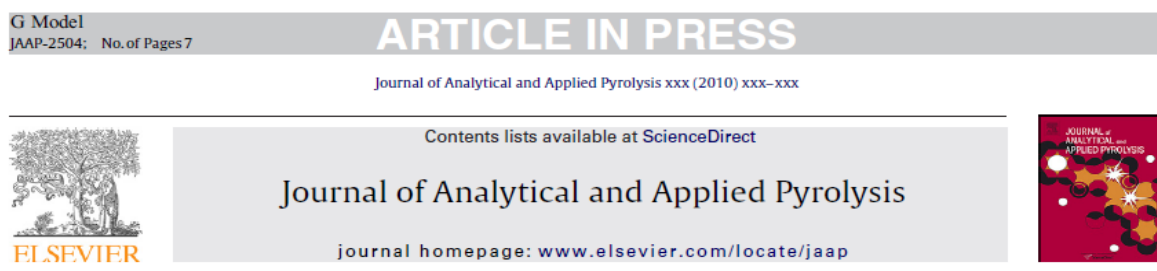 G Model
JAAP-2504; No. of Pages 7
ARTICLE IN PRESS
Journal of Analytical and Applied Pyrolysis xxx (2010) xxx–xxx
Contents lists available at ScienceDirect
Journal of Analytical and Applied Pyrolysis
journal homepage: www.elsevier.com/locate/jaap
ELSEVIER
JOURNAL of
ANALYTICAL and
APPLIED PYROLYSIS